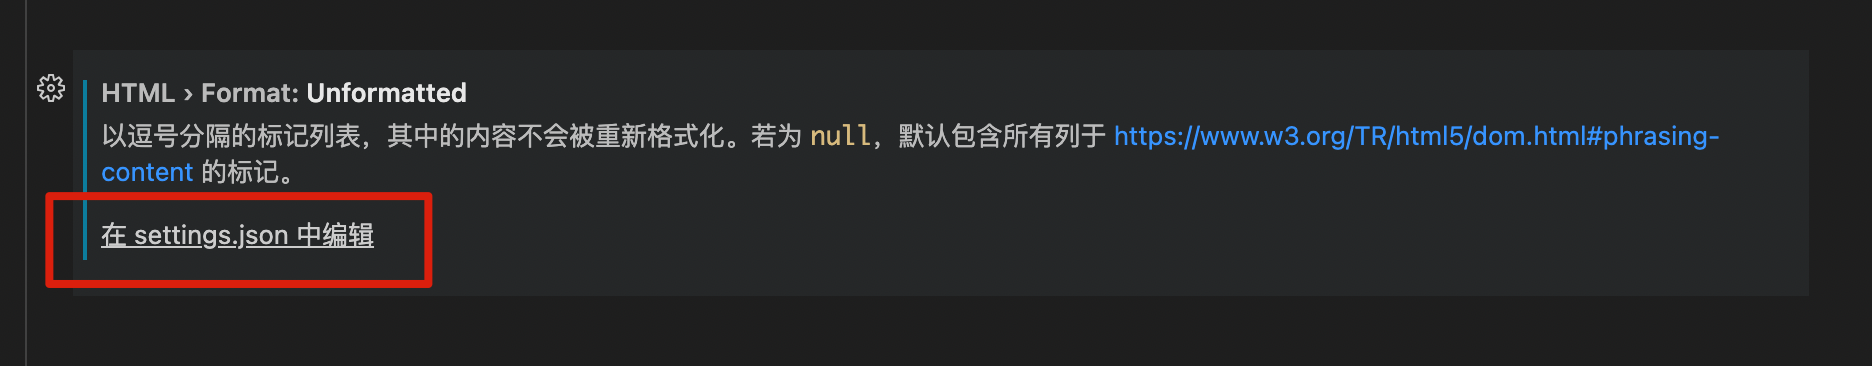 HTML › Format: Unformatted
以逗号分隔的标记列表，其中的内容不会被重新格式化。若为 null，默认包含所有列于 https://www.w3.org/TR/html5/dom.html#phrasing-
content 的标记。
在 settings.json 中编辑